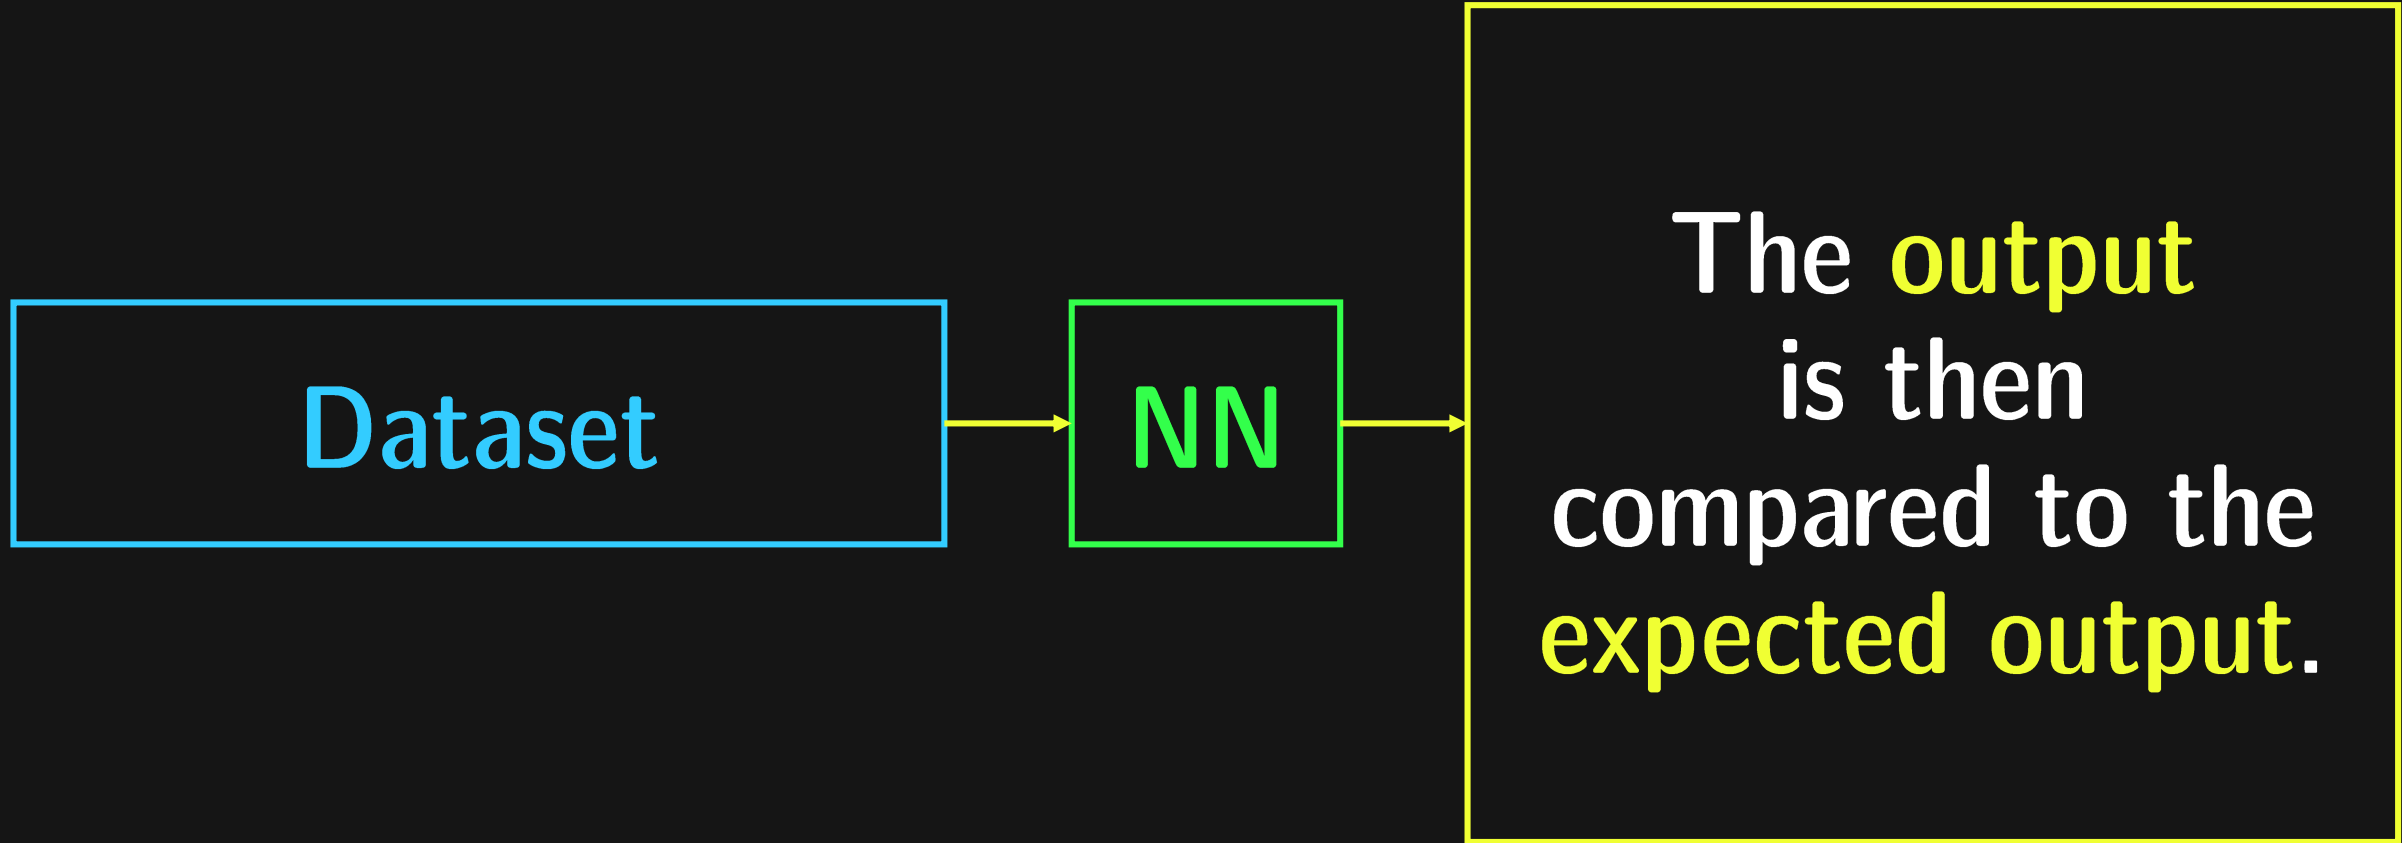 Dataset
NN
The output
is then
compared to the
expected output.